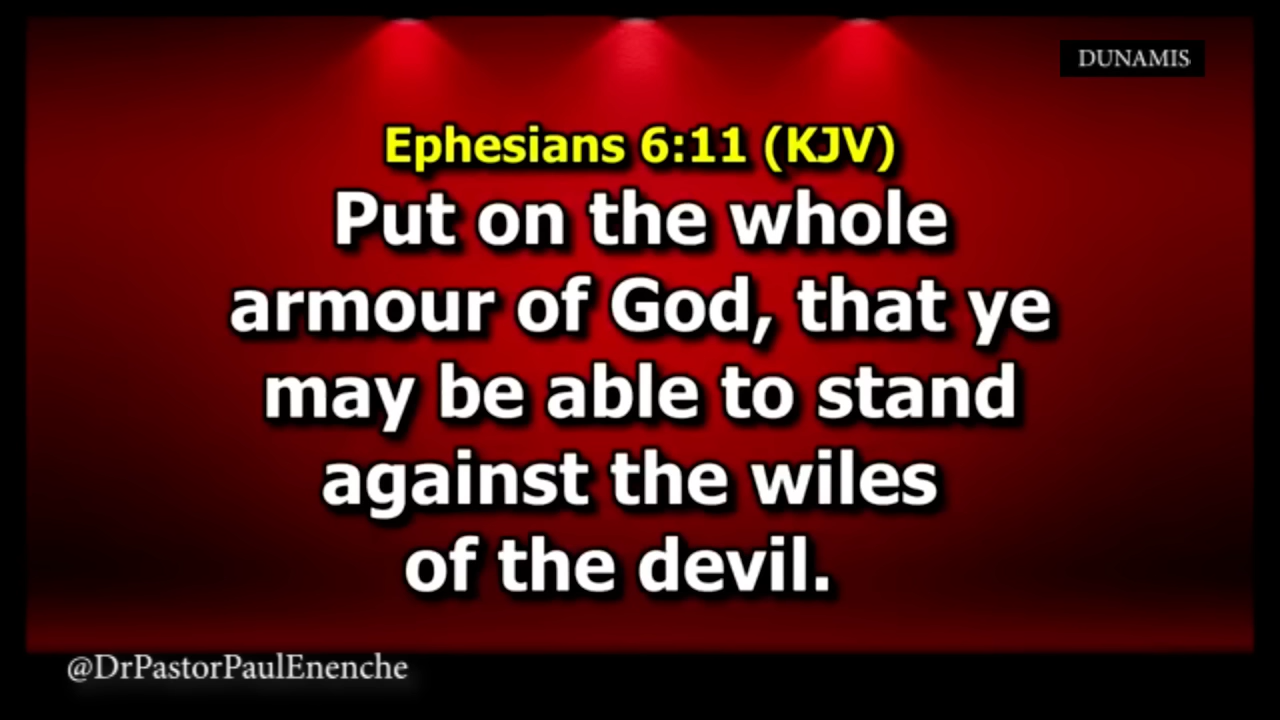 DUNAMIS
Ephesians 6:11 (KJV)
Put on the whole
armour of God, that ye
may be able to stand
against the wiles
of the devil.
@DrPastorPaulEnenche